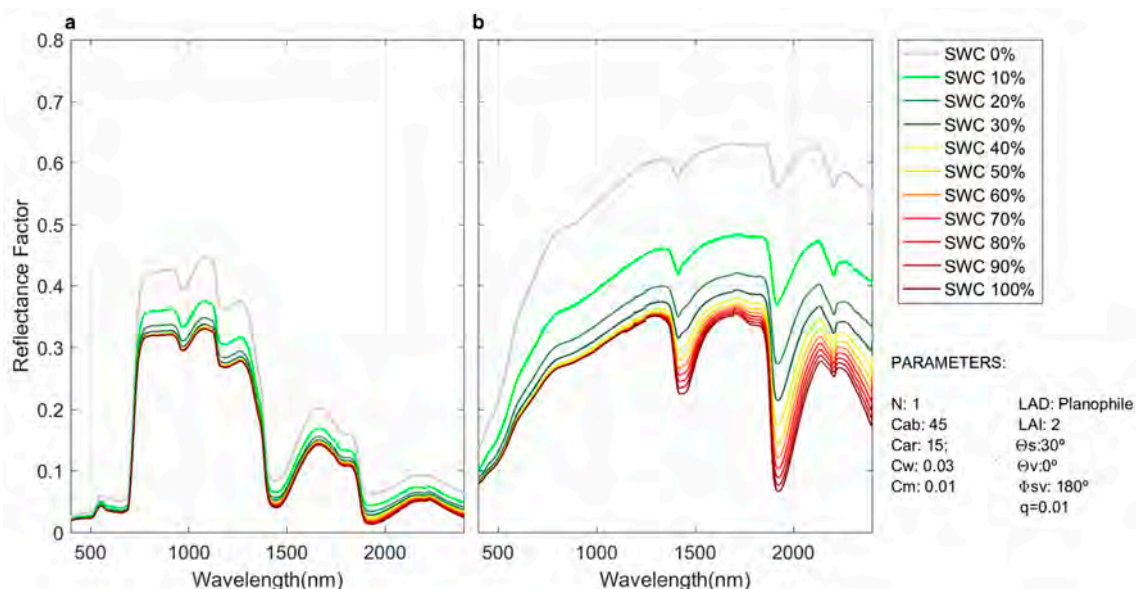 a
b
0.8
0.7
0.6
0.5
0.4
0.3
0.2
0.1
0
Reflectance Factor
500 1000 1500 2000
Wavelength(nm)
500 1000 1500 2000
Wavelength(nm)
SWC 0%
SWC 10%
SWC 20%
SWC 30%
SWC 40%
SWC 50%
SWC 60%
SWC 70%
SWC 80%
SWC 90%
SWC 100%
PARAMETERS:
N: 1 LAD: Planophile
Cab: 45 LAI: 2
Car: 15; Θs:30º
Cw: 0.03 Θv:0º
Cm: 0.01 Φsv: 180º
q=0.01